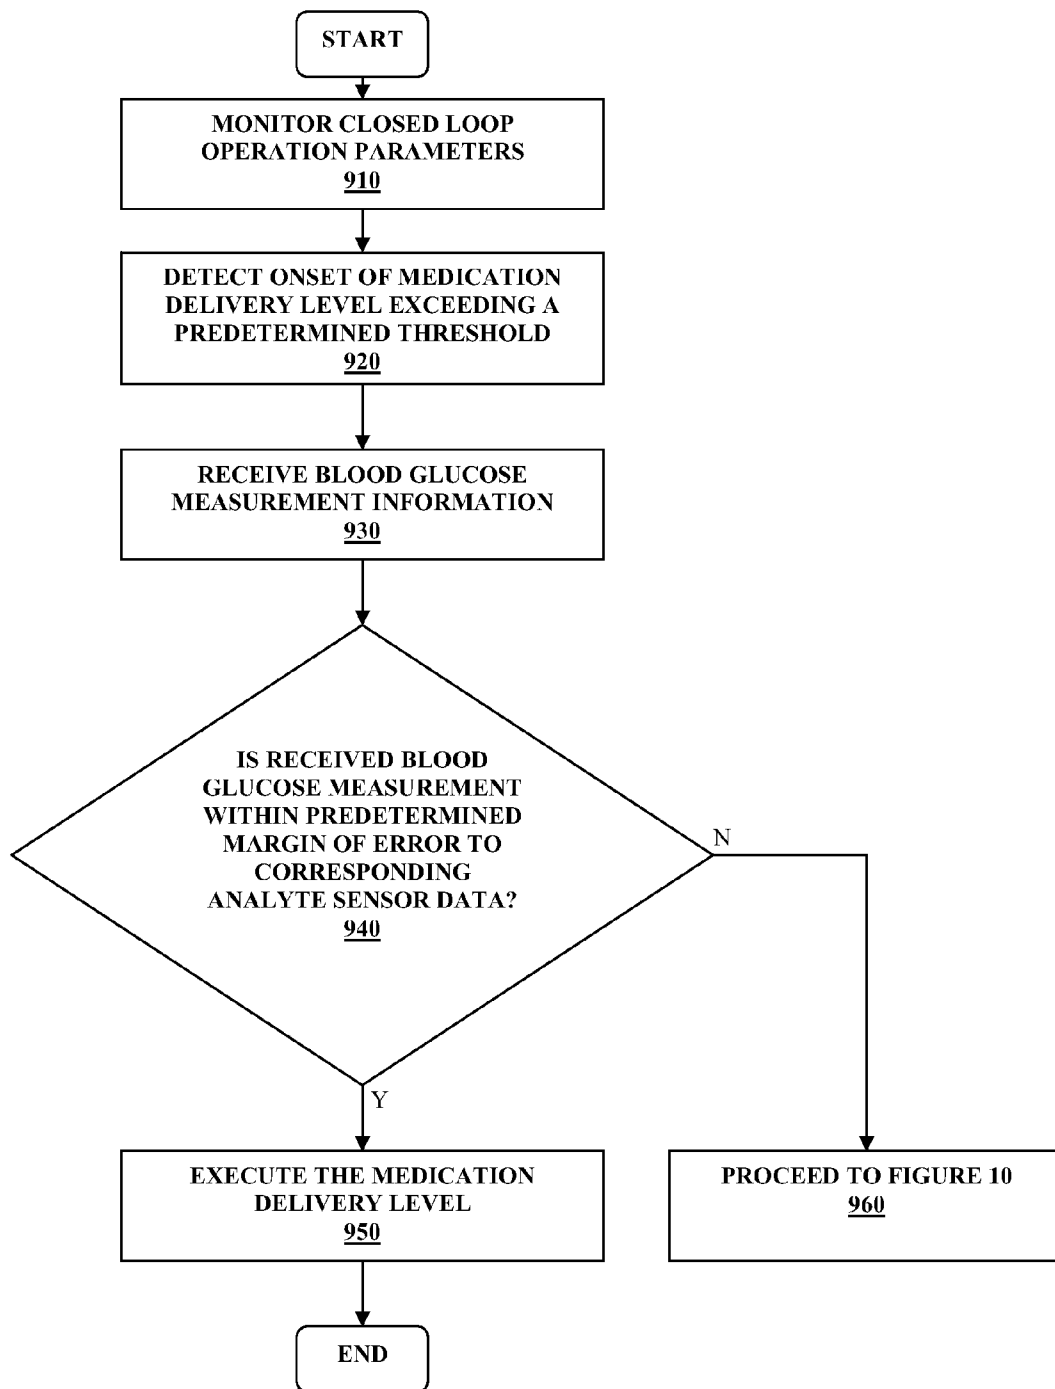 START
MONITOR CLOSED LOOP
OPERATION PARAMETERS
910
DETECT ONSET OF MEDICATION
DELIVERY LEVEL EXCEEDING A
PREDETERMINED THRESHOLD
920
RECEIVE BLOOD GLUCOSE
MEASUREMENT INFORMATION
930
IS RECEIVED BLOOD
GLUCOSE MEASUREMENT
WITHIN PREDETERMINED
MARGIN OF ERROR TO
CORRESPONDING
ANALYTE SENSOR DATA?
940
N
Y
EXECUTE THE MEDICATION
DELIVERY LEVEL
950
PROCEED TO FIGURE 10
960
END